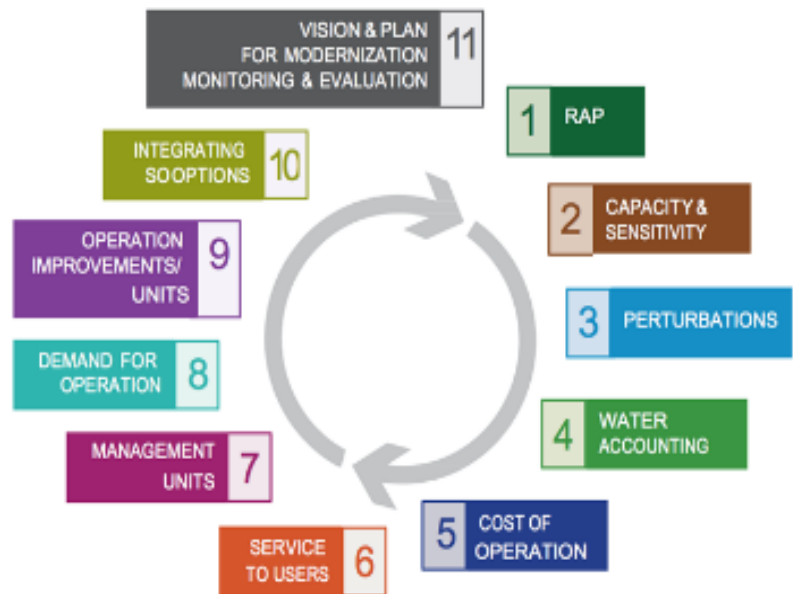 VISION & PLAN
FOR MODERNIZATION
MONITORING & EVALUATION
11
1
RAP
2
CAPACITY &
SENSITIVITY
3
PERTURBATIONS
4
WATER
ACCOUNTING
5
COST OF
OPERATION
SERVICE
TO USERS
6
MANAGEMENT
UNITS
7
DEMAND FOR
OPERATION
8
OPERATION
IMPROVEMENTS/
UNITS
9
INTEGRATING
SOOPTIONS
10